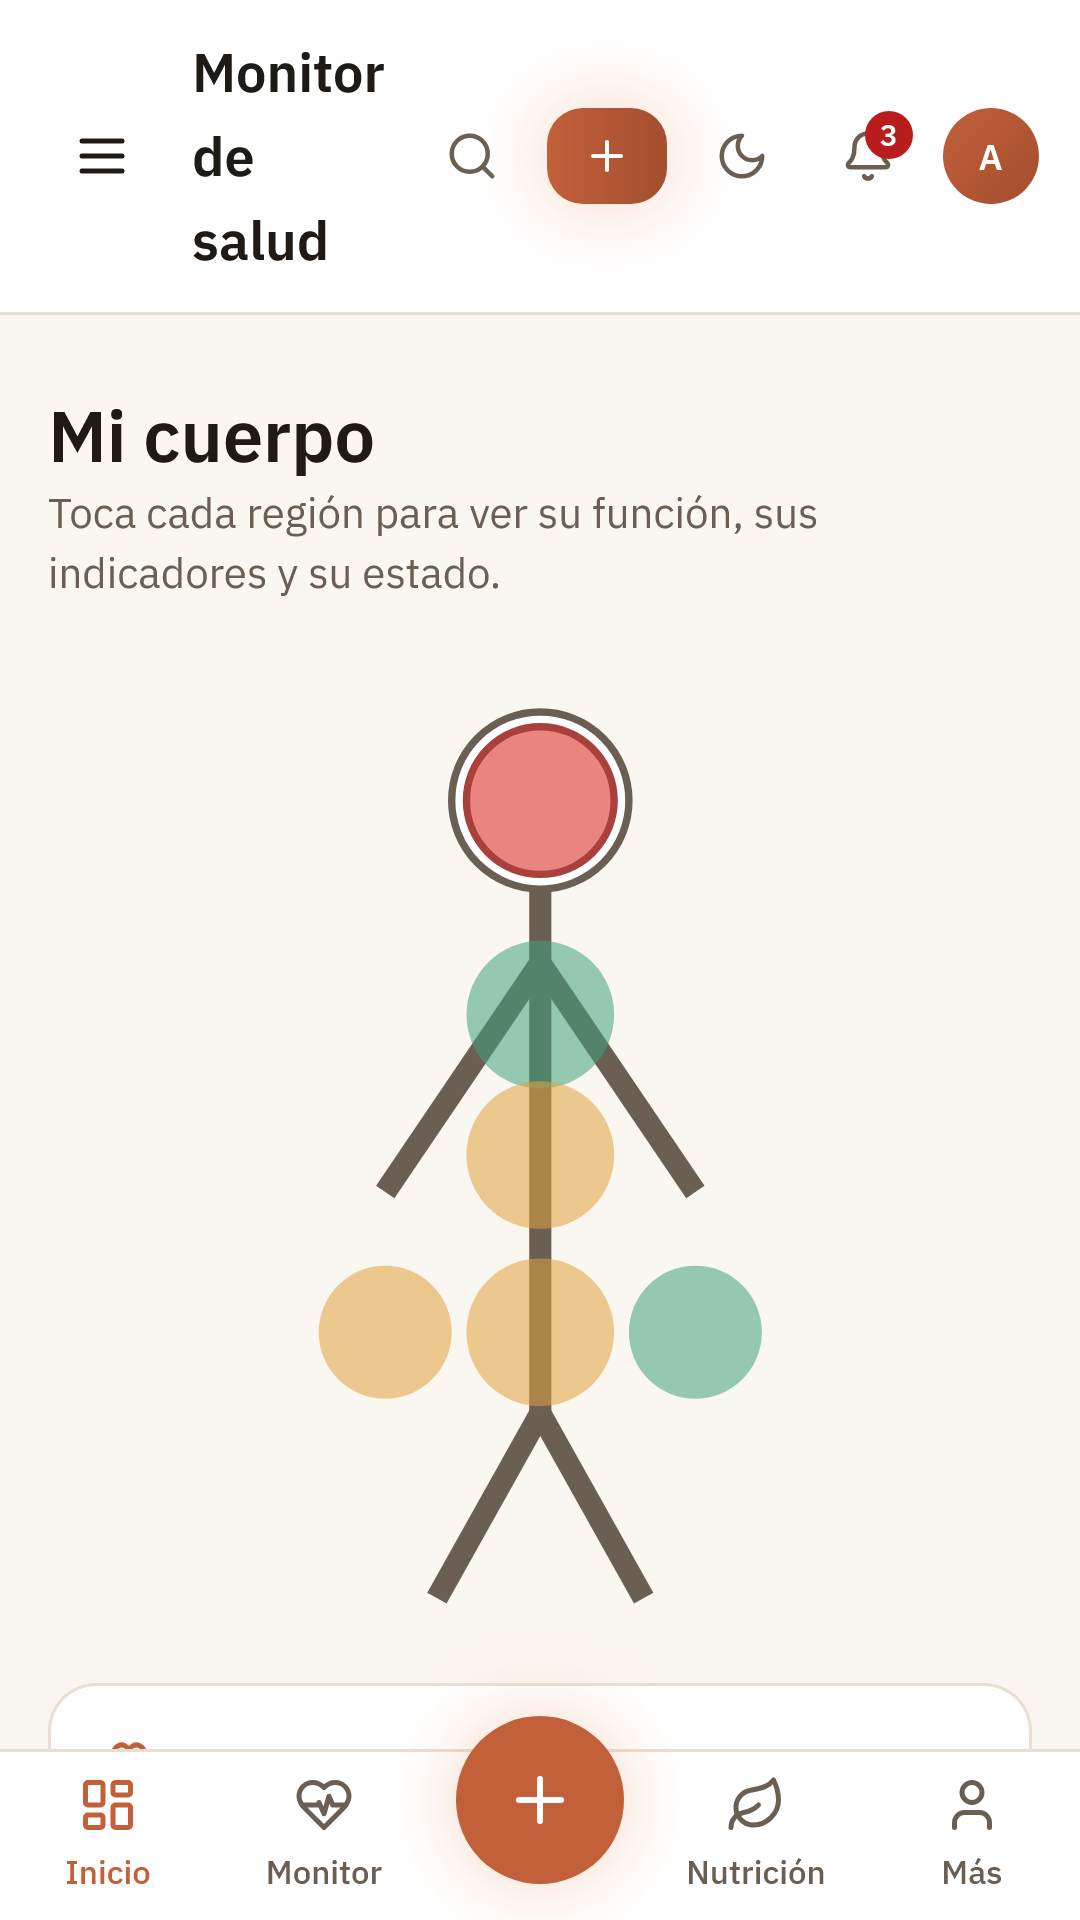 Monitor
de
salud
3
A
Mi cuerpo
Toca cada región para ver su función, sus
indicadores y su estado.
Inicio
Monitor
Nutrición
Más